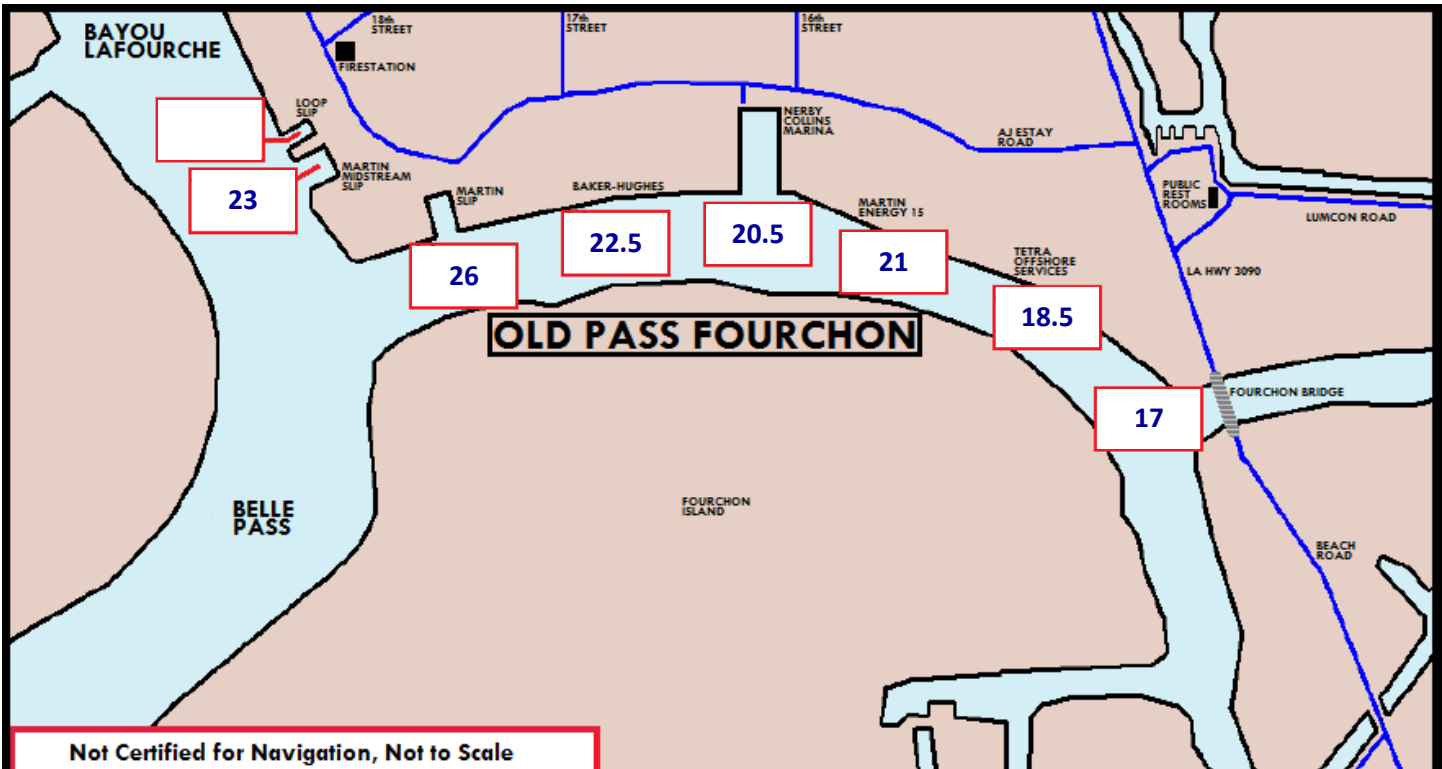 BAYOU
LAFOURCHE
18th
STREET
17th
STREET
16th
STREET
FIRESTATION
LOOP
SLIP
NERBY
COLLINS
MARINA
AJ ESTAY
ROAD
MARTIN
MIDSTREAM
SLIP
23
MARTIN
SLIP
BAKER-HUGHES
PUBLIC
REST
ROOMS
MARTIN
ENERGY 15
LUMCON ROAD
26
22.5
20.5
21
TETRA
OFFSHORE
SERVICES
LA HWY 3090
18.5
OLD PASS FOURCHON
17
FOURCHON BRIDGE
BELLE
PASS
FOURCHON
ISLAND
BEACH
ROAD
Not Certified for Navigation, Not to Scale